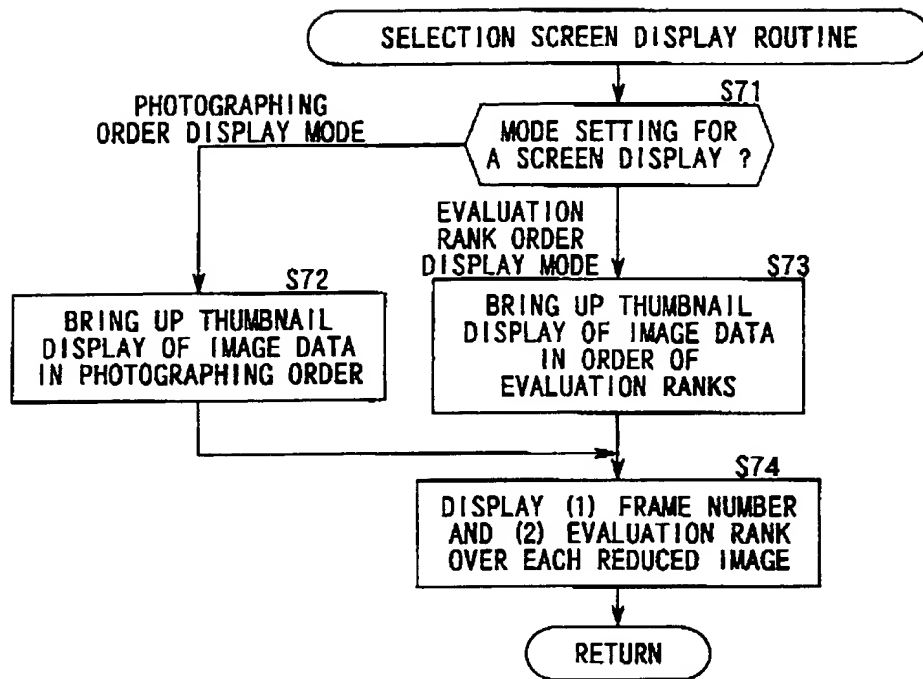 SELECTION SCREEN DISPLAY ROUTINE
S71
MODE SETTING FOR
A SCREEN DISPLAY ?
PHOTOGRAPHING
ORDER DISPLAY MODE
EVALUATION
RANK ORDER
DISPLAY MODE
S72
BRING UP THUMBNAIL
DISPLAY OF IMAGE DATA
IN PHOTOGRAPHING ORDER
S73
BRING UP THUMBNAIL
DISPLAY OF IMAGE DATA
IN ORDER OF
EVALUATION RANKS
S74
DISPLAY (1) FRAME NUMBER
AND (2) EVALUATION RANK
OVER EACH REDUCED IMAGE
RETURN